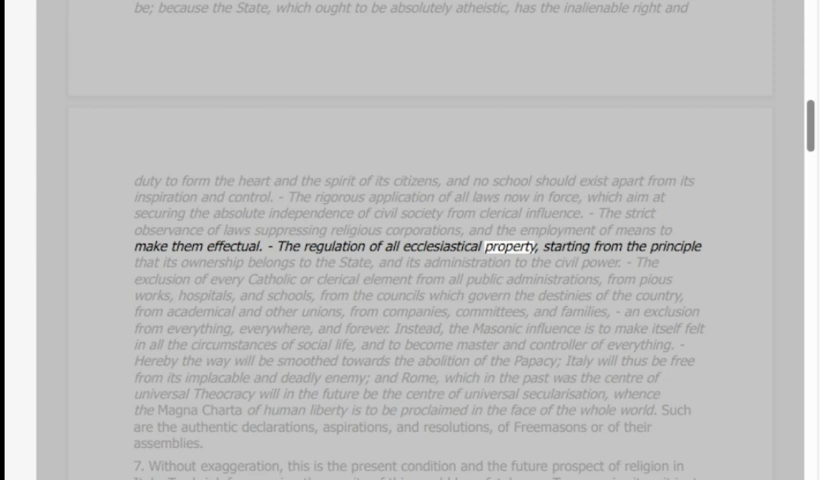 be; because the State, which ought to be absolutely atheistic, has the inalienable right and
duty to form the heart and the spirit of its citizens, and no school should exist apart from its
inspiration and control. - The rigorous application of all laws now in force, which aim at
securing the absolute independence of civil society from clerical influence. - The strict
observance of laws suppressing religious corporations, and the employment of means to
make them effectual. - The regulation of all ecclesiastical property, starting from the principle
that its ownership belongs to the State, and its administration to the civil power. - The
exclusion of every Catholic or clerical element from all public administrations, from pious
works, hospitals, and schools, from the councils which govern the destinies of the country,
from academical and other unions, from companies, committees, and families, - an exclusion
from everything, everywhere, and forever. Instead, the Masonic influence is to make itself felt
in all the circumstances of social life, and to become master and controller of everything. -
Hereby the way will be smoothed towards the abolition of the Papacy; Italy will thus be free
from its implacable and deadly enemy; and Rome, which in the past was the centre of
universal Theocracy will in the future be the centre of universal secularisation, whence
the Magna Charta of human liberty is to be proclaimed in the face of the whole world. Such
are the authentic declarations, aspirations, and resolutions, of Freemasons or of their
assemblies.
7. Without exaggeration, this is the present condition and the future prospect of religion in